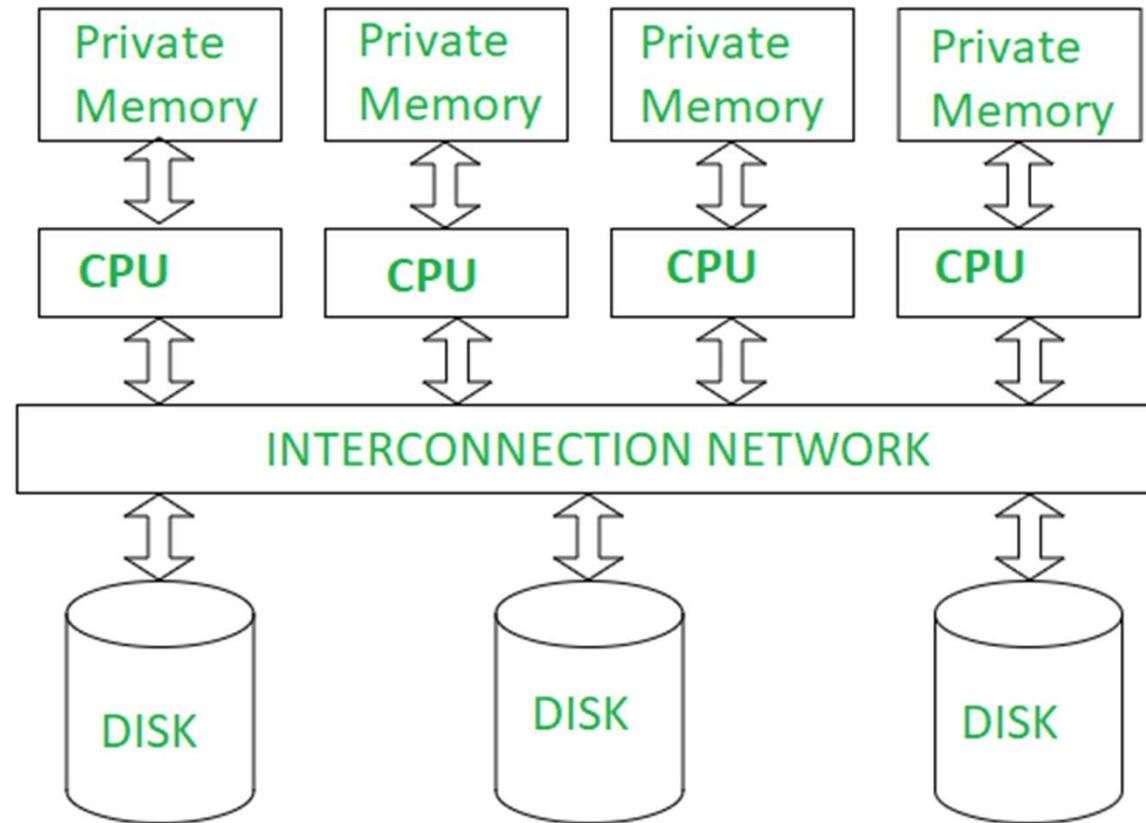 Private
Memory
Private
Memory
Private
Memory
Private
Memory
CPU
CPU
CPU
CPU
INTERCONNECTION NETWORK
DISK
DISK
DISK